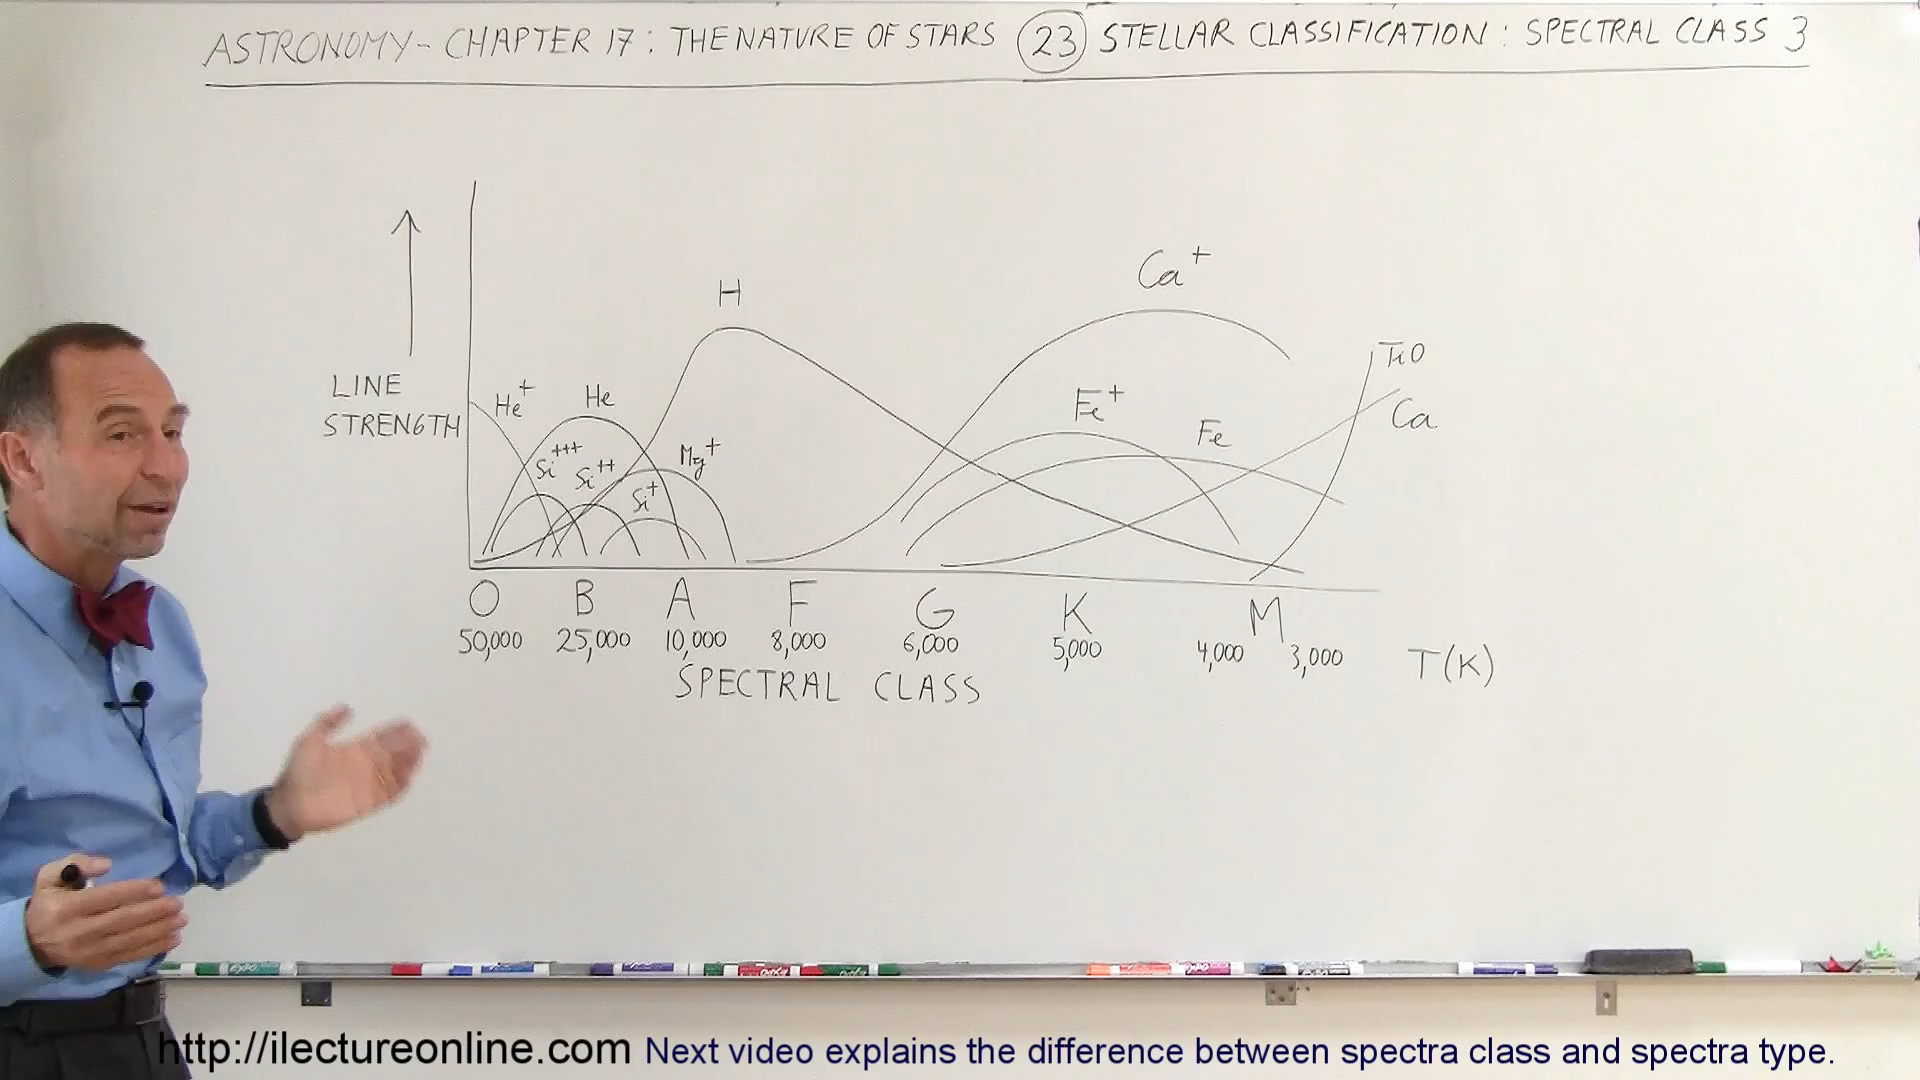 ASTRONOMY - CHAPTER 17 : THE NATURE OF STARS (23) STELLAR CLASSIFICATION : SPECTRAL CLASS 3
Ca+
H
TiO
LINE
STRENGTH
He+
He
Fe+
Ca
Fe
Si+++
Si++
Mg+
Si+
O B A F G K M
50,000 25,000 10,000 8,000 6,000 5,000 4,000 3,000 T(K)
SPECTRAL CLASS
http://ilectureonline.com Next video explains the difference between spectra class and spectra type.